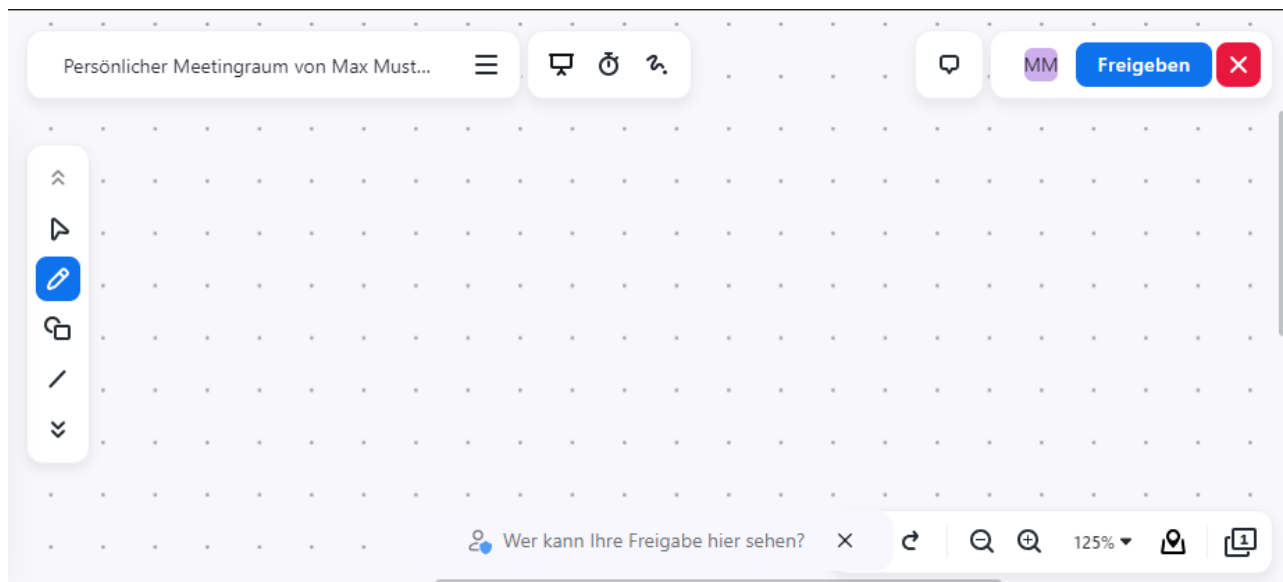 Persönlicher Meetingraum von Max Must...
MM
Freigeben
Wer kann Ihre Freigabe hier sehen?
125%
1